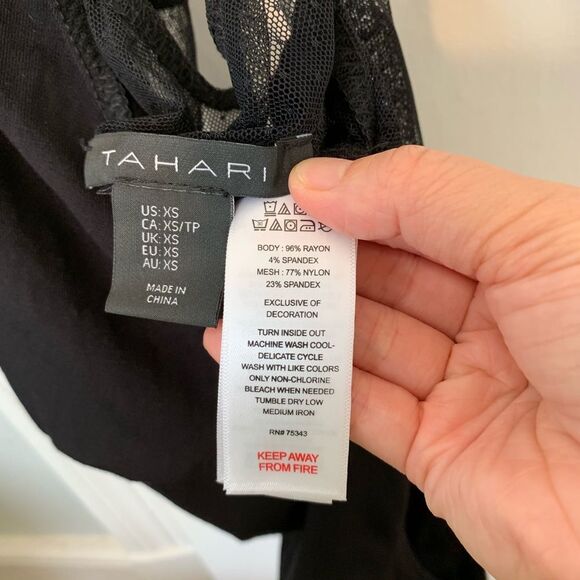 TAHARI
US: XS
CA: XS/TP
UK: XS
EU: XS
AU: XS
MADE IN
CHINA
BODY : 96% RAYON
4% SPANDEX
MESH : 77% NYLON
23% SPANDEX
EXCLUSIVE OF
DECORATION
TURN INSIDE OUT
MACHINE WASH COOL-
DELICATE CYCLE
WASH WITH LIKE COLORS
ONLY NON-CHLORINE
BLEACH WHEN NEEDED
TUMBLE DRY LOW
MEDIUM IRON
RN# 75343
KEEP AWAY
FROM FIRE